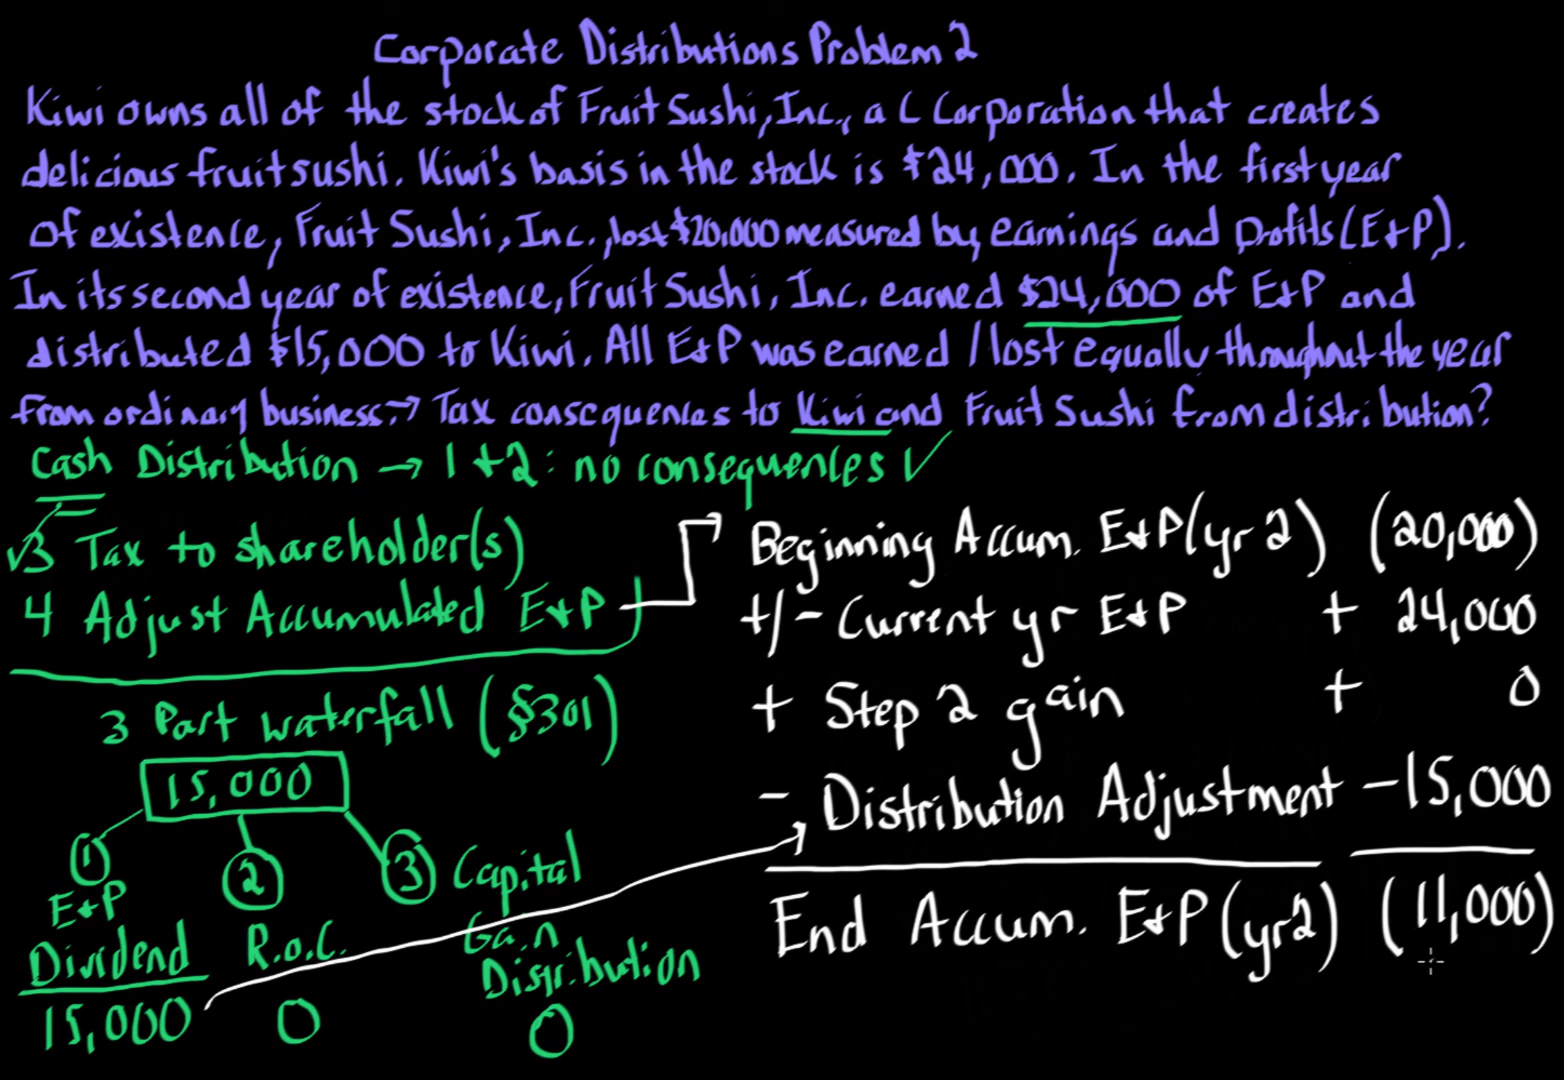 Corporate Distributions Problem 2
Kiwi owns all of the stock of Fruit Sushi, Inc., a C Corporation that creates
delicious fruit sushi. Kiwi's basis in the stock is $24,000. In the first year
of existence, Fruit Sushi, Inc., lost $20,000 measured by earnings and profits (E+P).
In its second year of existence, Fruit Sushi, Inc. earned $24,000 of E+P and
distributed $15,000 to Kiwi. All E+P was earned / lost equally throughout the year
from ordinary business. → Tax consequences to Kiwi and Fruit Sushi from distribution?
Cash Distribution → 1 + 2: no consequences ✓
✓3 Tax to shareholder(s)
4 Adjust Accumulated E+P
3 Part waterfall (§301)
15,000
① ② ③ Capital
E+P
Gain
Dividend R.O.C. Distribution
15,000 0 0
Beginning Accum. E+P (yr 2) (20,000)
+/- Current yr E+P + 24,000
+ Step 2 gain + 0
- Distribution Adjustment -15,000
End Accum. E+P (yr2) (11,000)